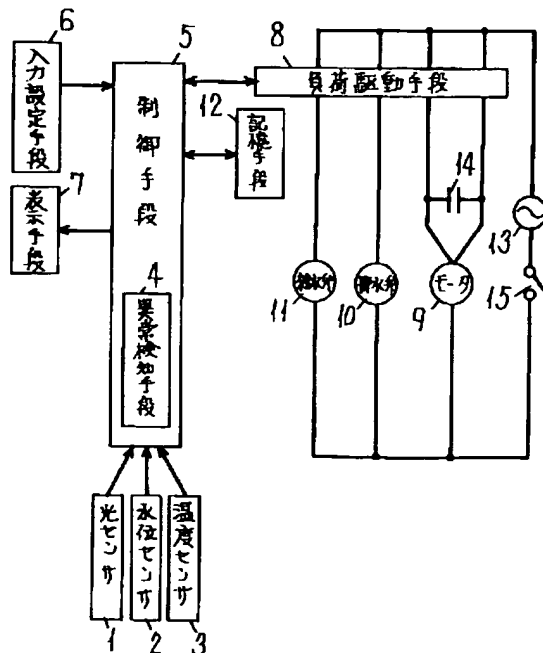 6
入力設定手段
5
制御手段
8
負荷駆動手段
12
記憶手段
7
表示手段
14
13
4
異常検知手段
給水弁
11
排水弁
10
モータ
9
15
光センサ
1
水位センサ
2
温度センサ
3